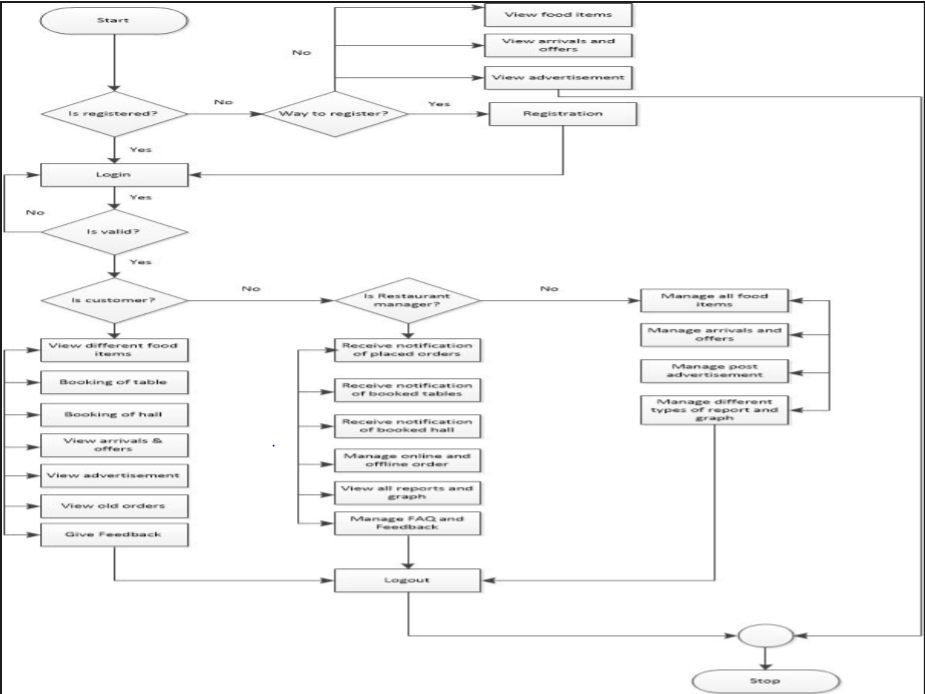 Start
View food items
View arrivals and
offers
View advertisement
No
Is registered?
No
Way to register?
Yes
Registration
Yes
Login
Yes
No
Is valid?
Yes
Is customer?
No
Is Restaurant
manager?
No
Manage all food
items
Manage arrivals and
offers
Manage post
advertisement
Manage different
types of report and
graph
View different food
items
Booking of table
Booking of hall
View arrivals &
offers
View advertisement
View old orders
Give Feedback
Receive notification
of placed orders
Receive notification
of booked tables
Receive notification
of booked hall
Manage online and
offline order
View all reports and
graph
Manage FAQ and
Feedback
Logout
Stop